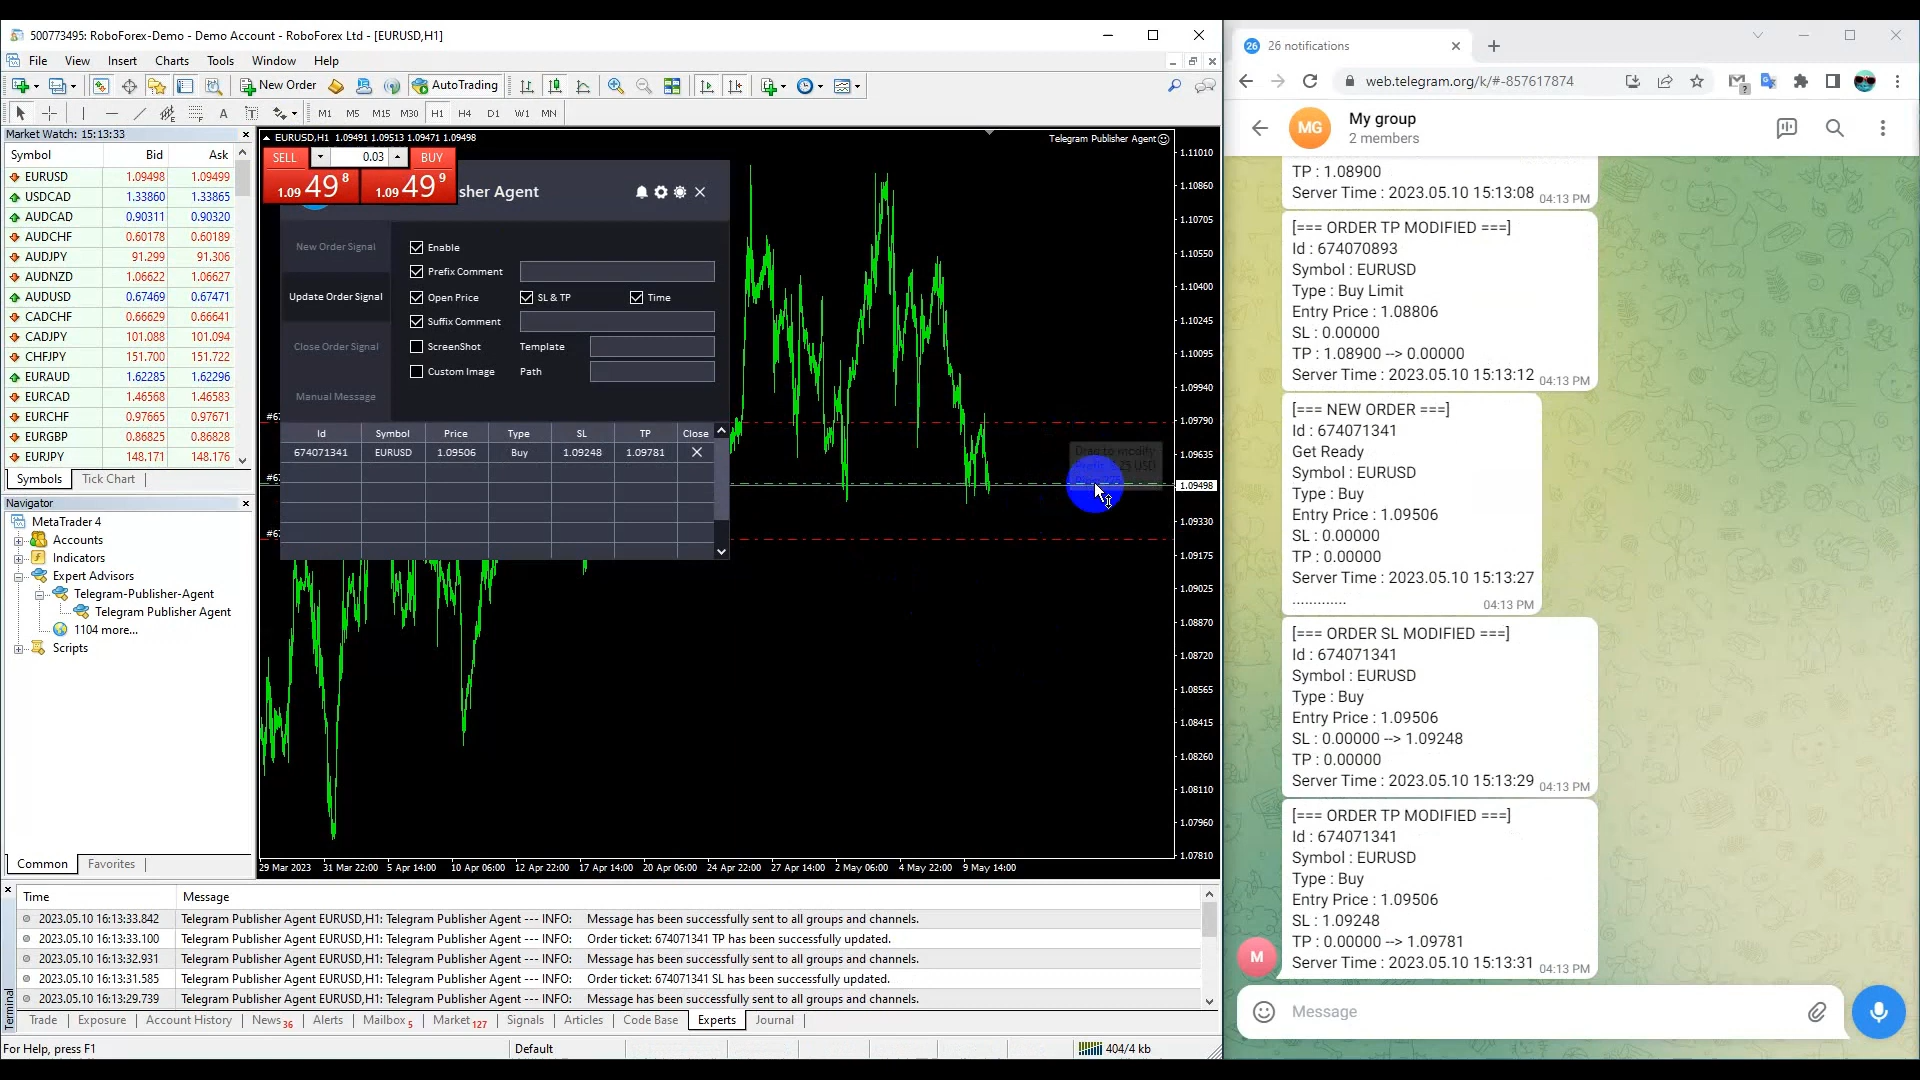 500773495: RoboForex-Demo - Demo Account - RoboForex Ltd - [EURUSD,H1]
File View Insert Charts Tools Window Help
New Order AutoTrading
A T M1 M5 M15 M30 H1 H4 D1 W1 MN
Market Watch: 15:13:33
Symbol Bid Ask
EURUSD 1.09498 1.09499
USDCAD 1.33860 1.33865
AUDCAD 0.90311 0.90320
AUDCHF 0.60178 0.60189
AUDJPY 91.299 91.306
AUDNZD 1.06622 1.06627
AUDUSD 0.67469 0.67471
CADCHF 0.66629 0.66641
CADJPY 101.088 101.094
CHFJPY 151.700 151.722
EURAUD 1.62285 1.62296
EURCAD 1.46568 1.46583
EURCHF 0.97665 0.97671
EURGBP 0.86825 0.86828
EURJPY 148.171 148.176
Symbols Tick Chart
Navigator
MetaTrader 4
Accounts
Indicators
Expert Advisors
Telegram-Publisher-Agent
Telegram Publisher Agent
1104 more...
Scripts
Common Favorites
EURUSD,H1 1.09491 1.09513 1.09471 1.09498
Telegram Publisher Agent
SELL 0.03 BUY
1.09 49 8 1.09 49 9
sher Agent
New Order Signal
Update Order Signal
Close Order Signal
Manual Message
Enable
Prefix Comment
Open Price SL & TP Time
Suffix Comment
ScreenShot Template
Custom Image Path
Id Symbol Price Type SL TP Close
674071341 EURUSD 1.09506 Buy 1.09248 1.09781
#67
#67
#67
Drag to modify
1.11010
1.10860
1.10705
1.10550
1.10400
1.10245
1.10095
1.09940
1.09790
1.09635
1.09498
1.09330
1.09175
1.09025
1.08870
1.08720
1.08565
1.08415
1.08260
1.08110
1.07960
1.07810
29 Mar 2023 31 Mar 22:00 5 Apr 14:00 10 Apr 06:00 12 Apr 22:00 17 Apr 14:00 20 Apr 06:00 24 Apr 22:00 27 Apr 14:00 2 May 06:00 4 May 22:00 9 May 14:00
Time Message
2023.05.10 16:13:33.842 Telegram Publisher Agent EURUSD,H1: Telegram Publisher Agent --- INFO: Message has been successfully sent to all groups and channels.
2023.05.10 16:13:33.100 Telegram Publisher Agent EURUSD,H1: Telegram Publisher Agent --- INFO: Order ticket: 674071341 TP has been successfully updated.
2023.05.10 16:13:32.931 Telegram Publisher Agent EURUSD,H1: Telegram Publisher Agent --- INFO: Message has been successfully sent to all groups and channels.
2023.05.10 16:13:31.585 Telegram Publisher Agent EURUSD,H1: Telegram Publisher Agent --- INFO: Order ticket: 674071341 SL has been successfully updated.
2023.05.10 16:13:29.739 Telegram Publisher Agent EURUSD,H1: Telegram Publisher Agent --- INFO: Message has been successfully sent to all groups and channels.
Terminal
Trade Exposure Account History News 36 Alerts Mailbox 5 Market 127 Signals Articles Code Base Experts Journal
For Help, press F1 Default 404/4 kb
26 26 notifications
web.telegram.org/k/#-857617874
MG My group
2 members
TP : 1.08900
Server Time : 2023.05.10 15:13:08 04:13 PM
[=== ORDER TP MODIFIED ===]
Id : 674070893
Symbol : EURUSD
Type : Buy Limit
Entry Price : 1.08806
SL : 0.00000
TP : 1.08900 --> 0.00000
Server Time : 2023.05.10 15:13:12 04:13 PM
[=== NEW ORDER ===]
Id : 674071341
Get Ready
Symbol : EURUSD
Type : Buy
Entry Price : 1.09506
SL : 0.00000
TP : 0.00000
Server Time : 2023.05.10 15:13:27
............. 04:13 PM
[=== ORDER SL MODIFIED ===]
Id : 674071341
Symbol : EURUSD
Type : Buy
Entry Price : 1.09506
SL : 0.00000 --> 1.09248
TP : 0.00000
Server Time : 2023.05.10 15:13:29 04:13 PM
[=== ORDER TP MODIFIED ===]
Id : 674071341
Symbol : EURUSD
Type : Buy
Entry Price : 1.09506
SL : 1.09248
TP : 0.00000 --> 1.09781
M Server Time : 2023.05.10 15:13:31 04:13 PM
Message